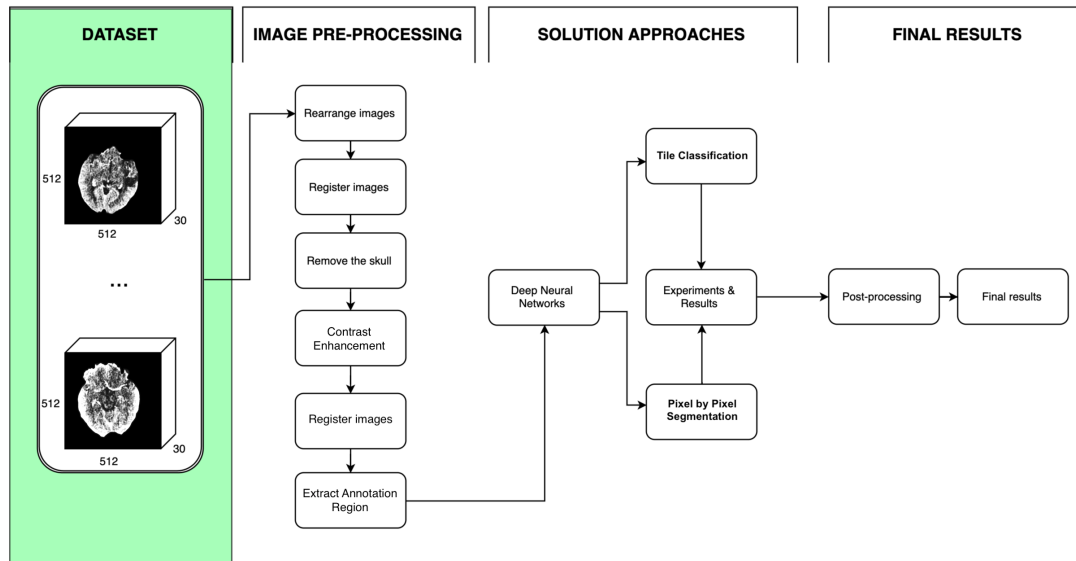 DATASET
IMAGE PRE-PROCESSING
SOLUTION APPROACHES
FINAL RESULTS
512
512
30
...
512
512
30
Rearrange images
Register images
Remove the skull
Contrast
Enhancement
Register images
Extract Annotation
Region
Deep Neural
Networks
Tile Classification
Experiments &
Results
Pixel by Pixel
Segmentation
Post-processing
Final results